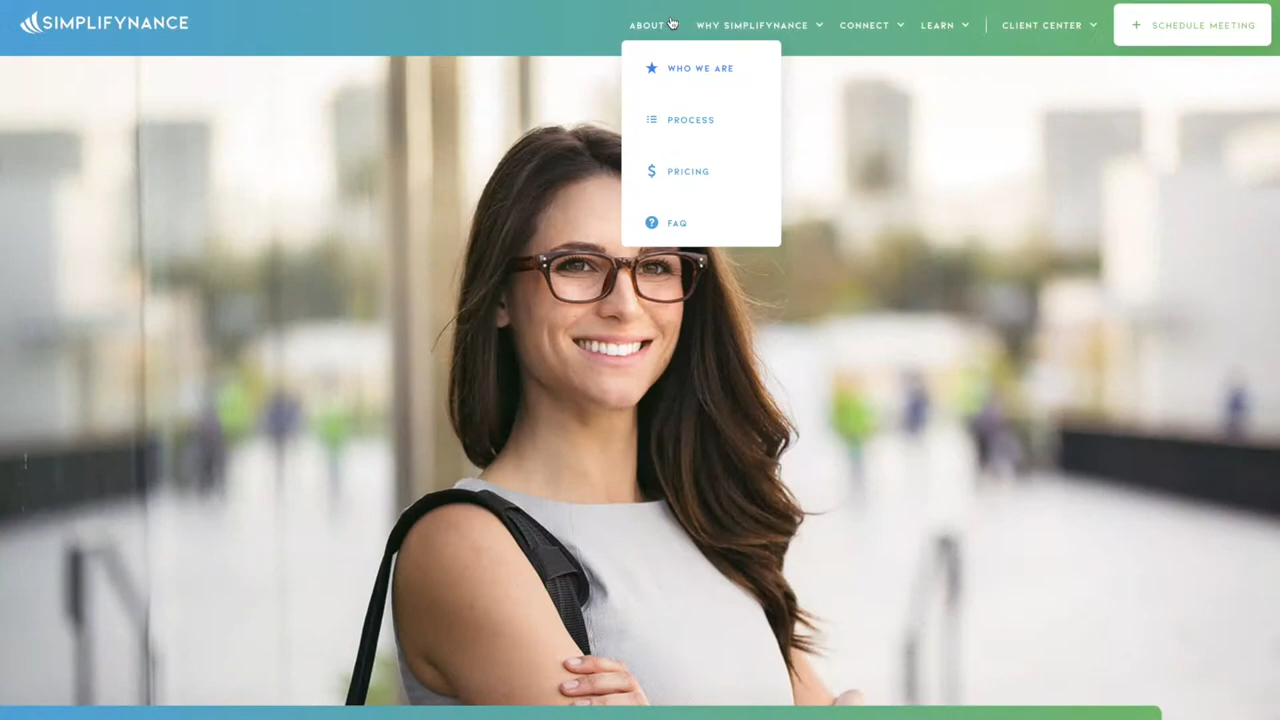 SIMPLIFYNANCE
ABOUT WHY SIMPLIFYNANCE CONNECT LEARN CLIENT CENTER + SCHEDULE MEETING
WHO WE ARE
PROCESS
$ PRICING
? FAQ